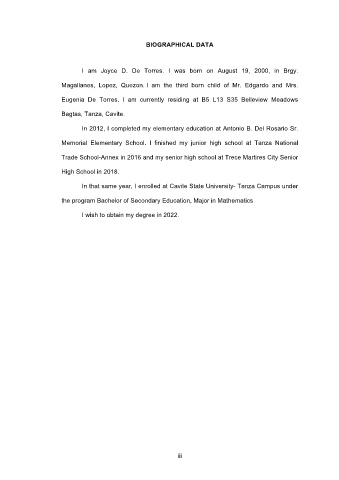 BIOGRAPHICAL DATA
I am Joyce D. De Torres. I was born on August 19, 2000, in Brgy.
Magallanes, Lopez, Quezon. I am the third born child of Mr. Edgardo and Mrs.
Eugenia De Torres. I am currently residing at B5 L13 S35 Belleview Meadows
Bagtas, Tanza, Cavite.
In 2012, I completed my elementary education at Antonio B. Del Rosario Sr.
Memorial Elementary School. I finished my junior high school at Tanza National
Trade School-Annex in 2016 and my senior high school at Trece Martires City Senior
High School in 2018.
In that same year, I enrolled at Cavite State University- Tanza Campus under
the program Bachelor of Secondary Education, Major in Mathematics
I wish to obtain my degree in 2022.
iii